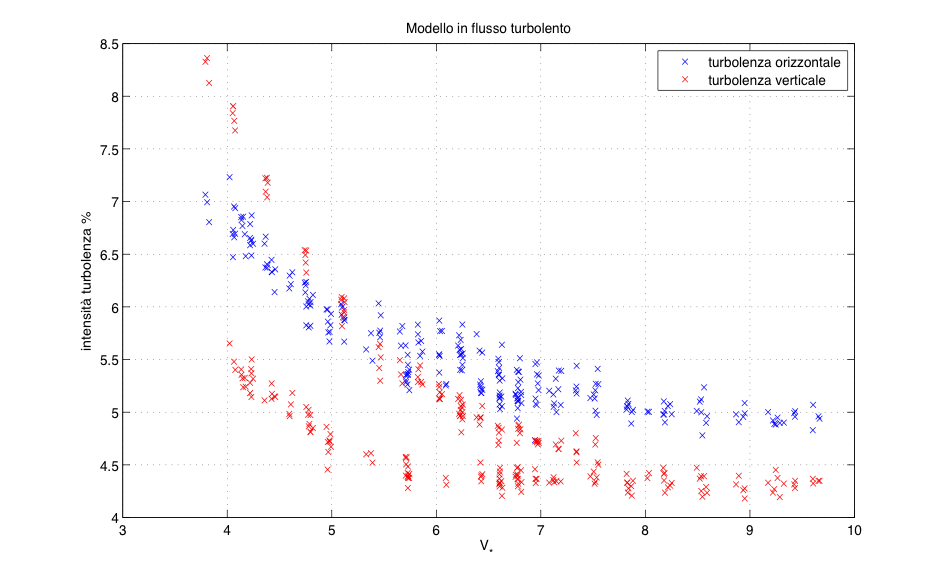 Modello in flusso turbolento
turbolenza orizzontale
turbolenza verticale
intensità turbolenza %
8.5
8
7.5
7
6.5
6
5.5
5
4.5
4
3 4 5 6 7 8 9 10
V*